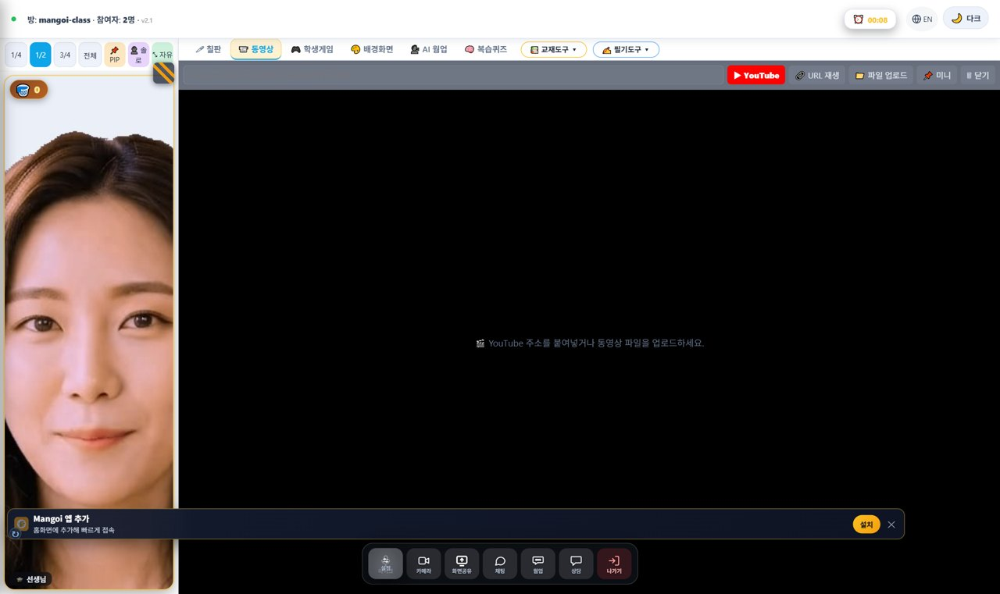 방: mangoi-class · 참여자: 2명 · v2.1
00:08
EN
다크
1/4
1/2
3/4
전체
PIP
솔로
자유
칠판
동영상
학생게임
배경화면
AI 웜업
복습퀴즈
교재도구 ▼
필기도구 ▼
YouTube
URL 재생
파일 업로드
미니
닫기
0
YouTube 주소를 붙여넣거나 동영상 파일을 업로드하세요.
Mangoi 앱 추가
홈화면에 추가해 빠르게 접속
설치
카메라
화면공유
채팅
웜업
상담
나가기
선생님